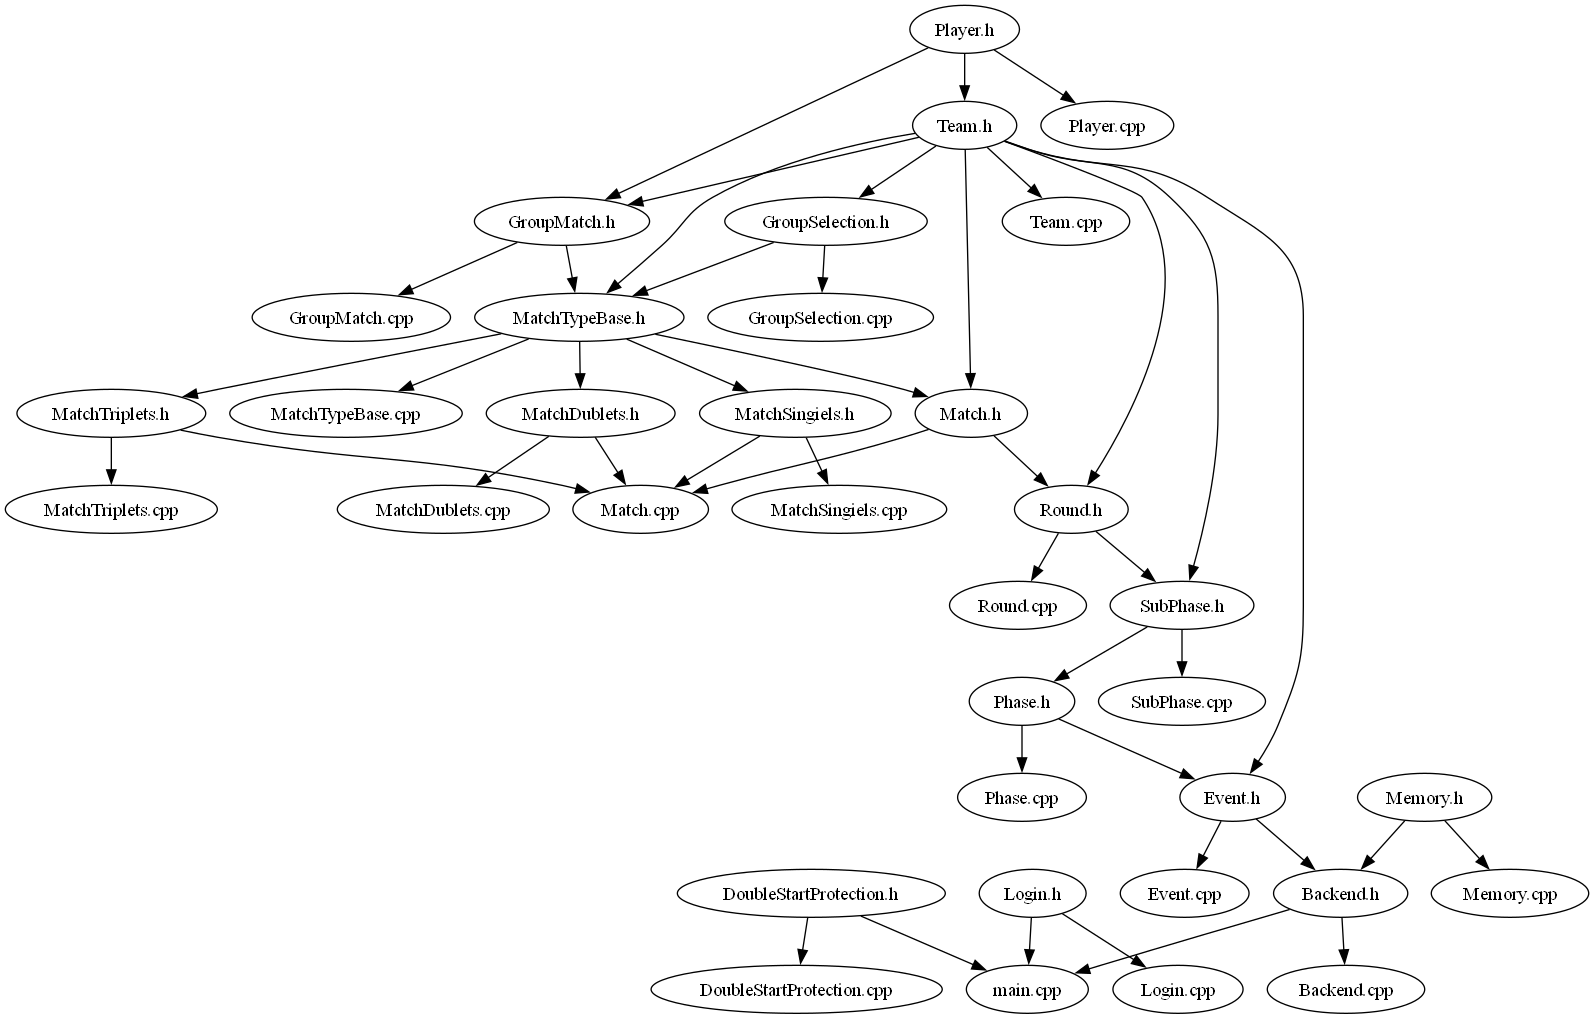 Player.h
Team.h
Player.cpp
GroupMatch.h
GroupSelection.h
Team.cpp
GroupMatch.cpp
MatchTypeBase.h
GroupSelection.cpp
MatchTriplets.h
MatchTypeBase.cpp
MatchDublets.h
MatchSingiels.h
Match.h
MatchTriplets.cpp
MatchDublets.cpp
Match.cpp
MatchSingiels.cpp
Round.h
Round.cpp
SubPhase.h
Phase.h
SubPhase.cpp
Phase.cpp
Event.h
Memory.h
DoubleStartProtection.h
Login.h
Event.cpp
Backend.h
Memory.cpp
DoubleStartProtection.cpp
main.cpp
Login.cpp
Backend.cpp